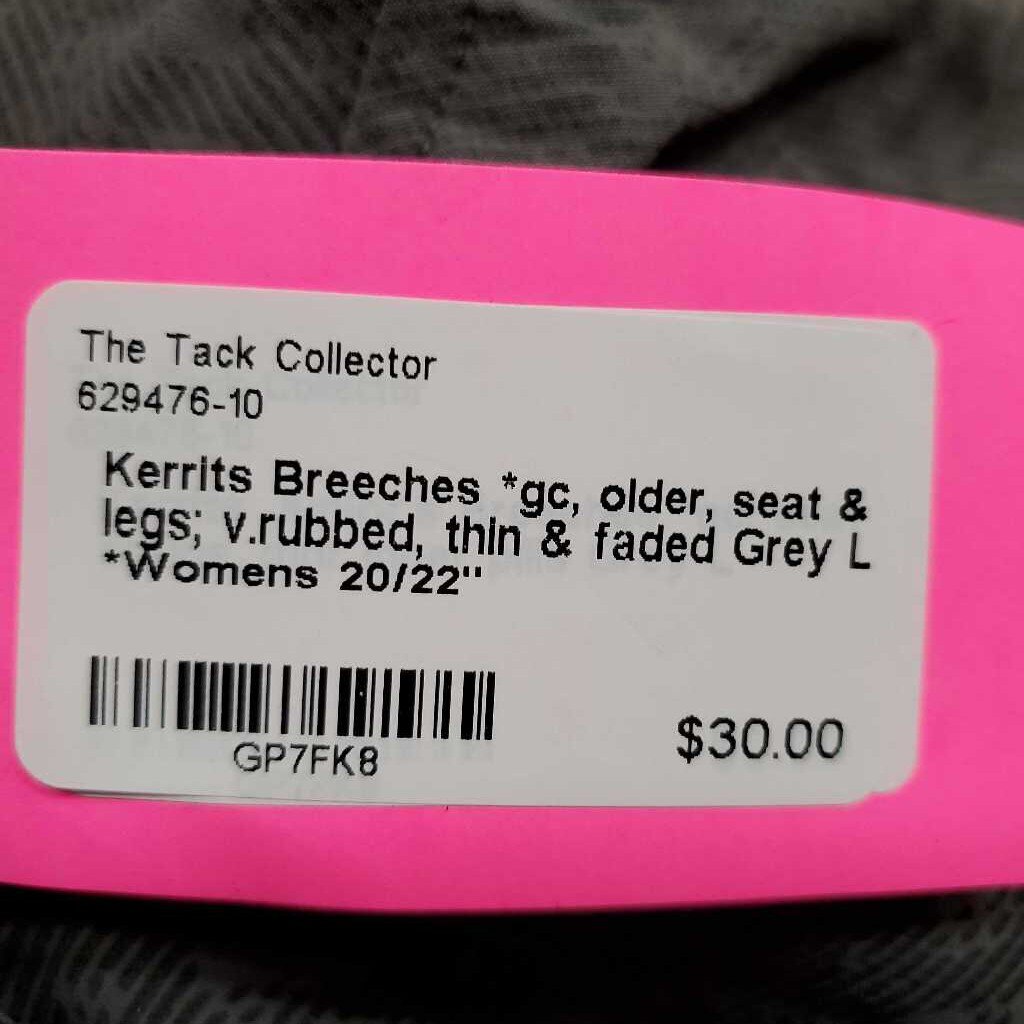 The Tack Collector
629476-10
Kerrits Breeches *gc, older, seat &
legs; v.rubbed, thin & faded Grey L
*Womens 20/22"
GP7FK8
$30.00